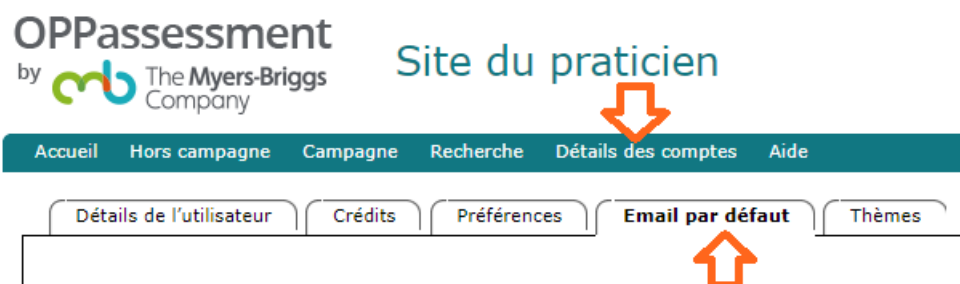 OPPassessment
by The Myers-Briggs
Company
Site du praticien
Accueil Hors campagne Campagne Recherche Détails des comptes Aide
Détails de l'utilisateur Crédits Préférences Email par défaut Thèmes